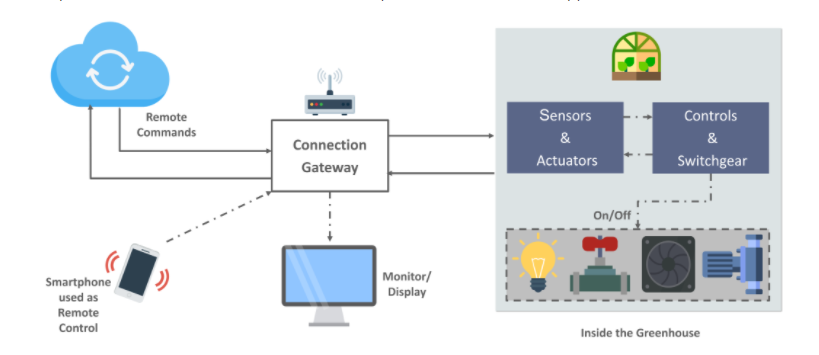 Remote
Commands
Connection
Gateway
Sensors
&
Actuators
Controls
&
Switchgear
On/Off
Smartphone
used as
Remote
Control
Monitor/
Display
Inside the Greenhouse